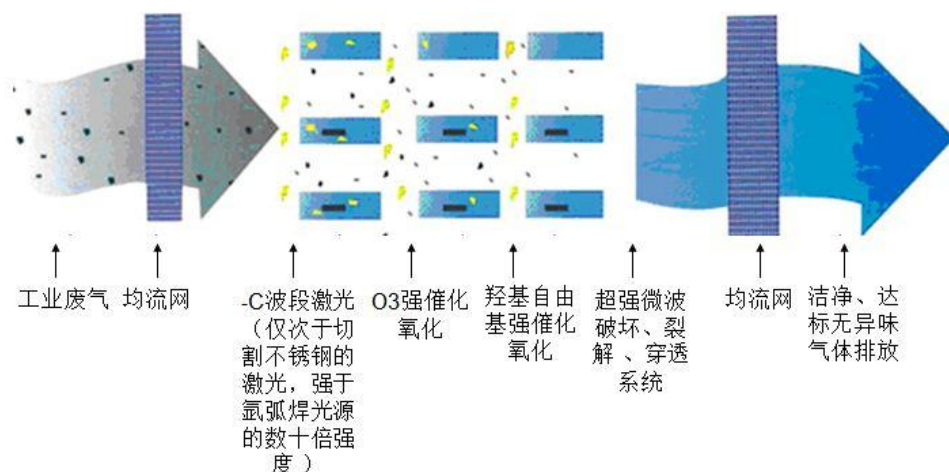 工业废气
均流网
-C波段激光
（仅次于切
割不锈钢的
激光，强于
氩弧焊光源
的数十倍强
度 ）
O3强催化
氧化
羟基自由
基强催化
氧化
超强微波
破坏、裂
解 、穿透
系统
均流网
洁净、达
标无异味
气体排放